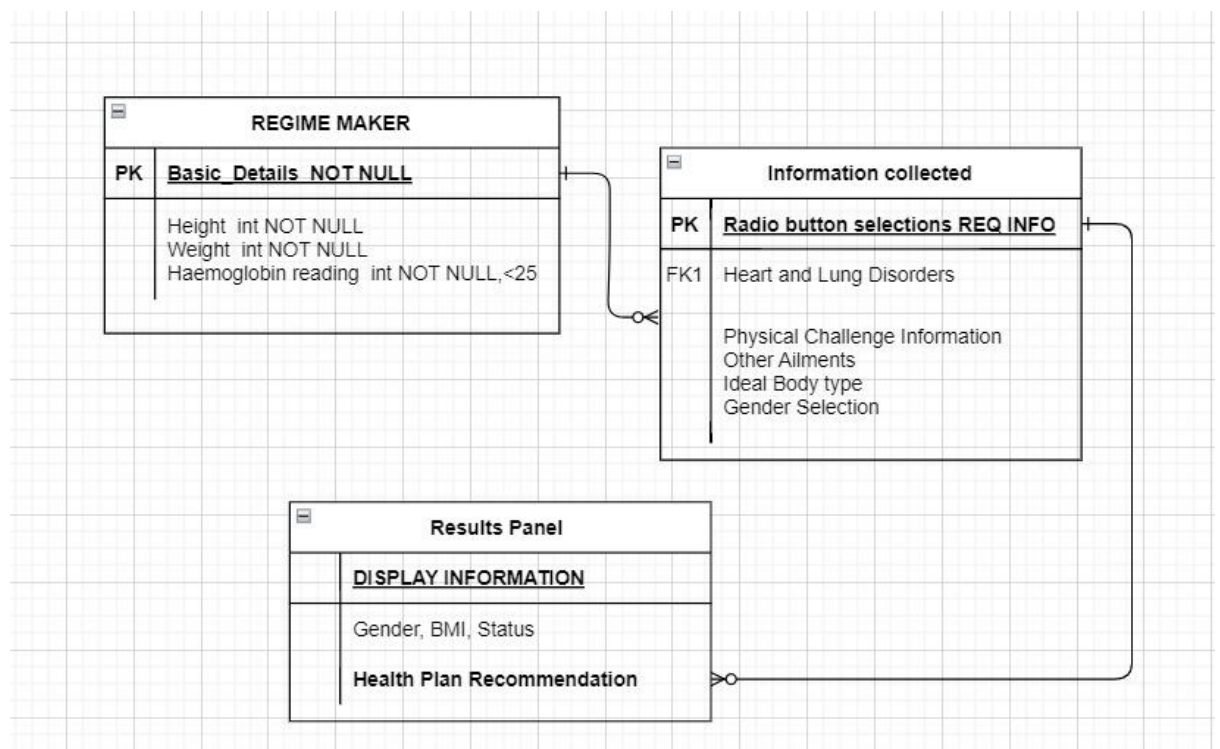 REGIME MAKER
PK Basic_Details NOT NULL
Height int NOT NULL
Weight int NOT NULL
Haemoglobin reading int NOT NULL,<25
Information collected
PK Radio button selections REQ INFO
FK1 Heart and Lung Disorders
Physical Challenge Information
Other Ailments
Ideal Body type
Gender Selection
Results Panel
DISPLAY INFORMATION
Gender, BMI, Status
Health Plan Recommendation